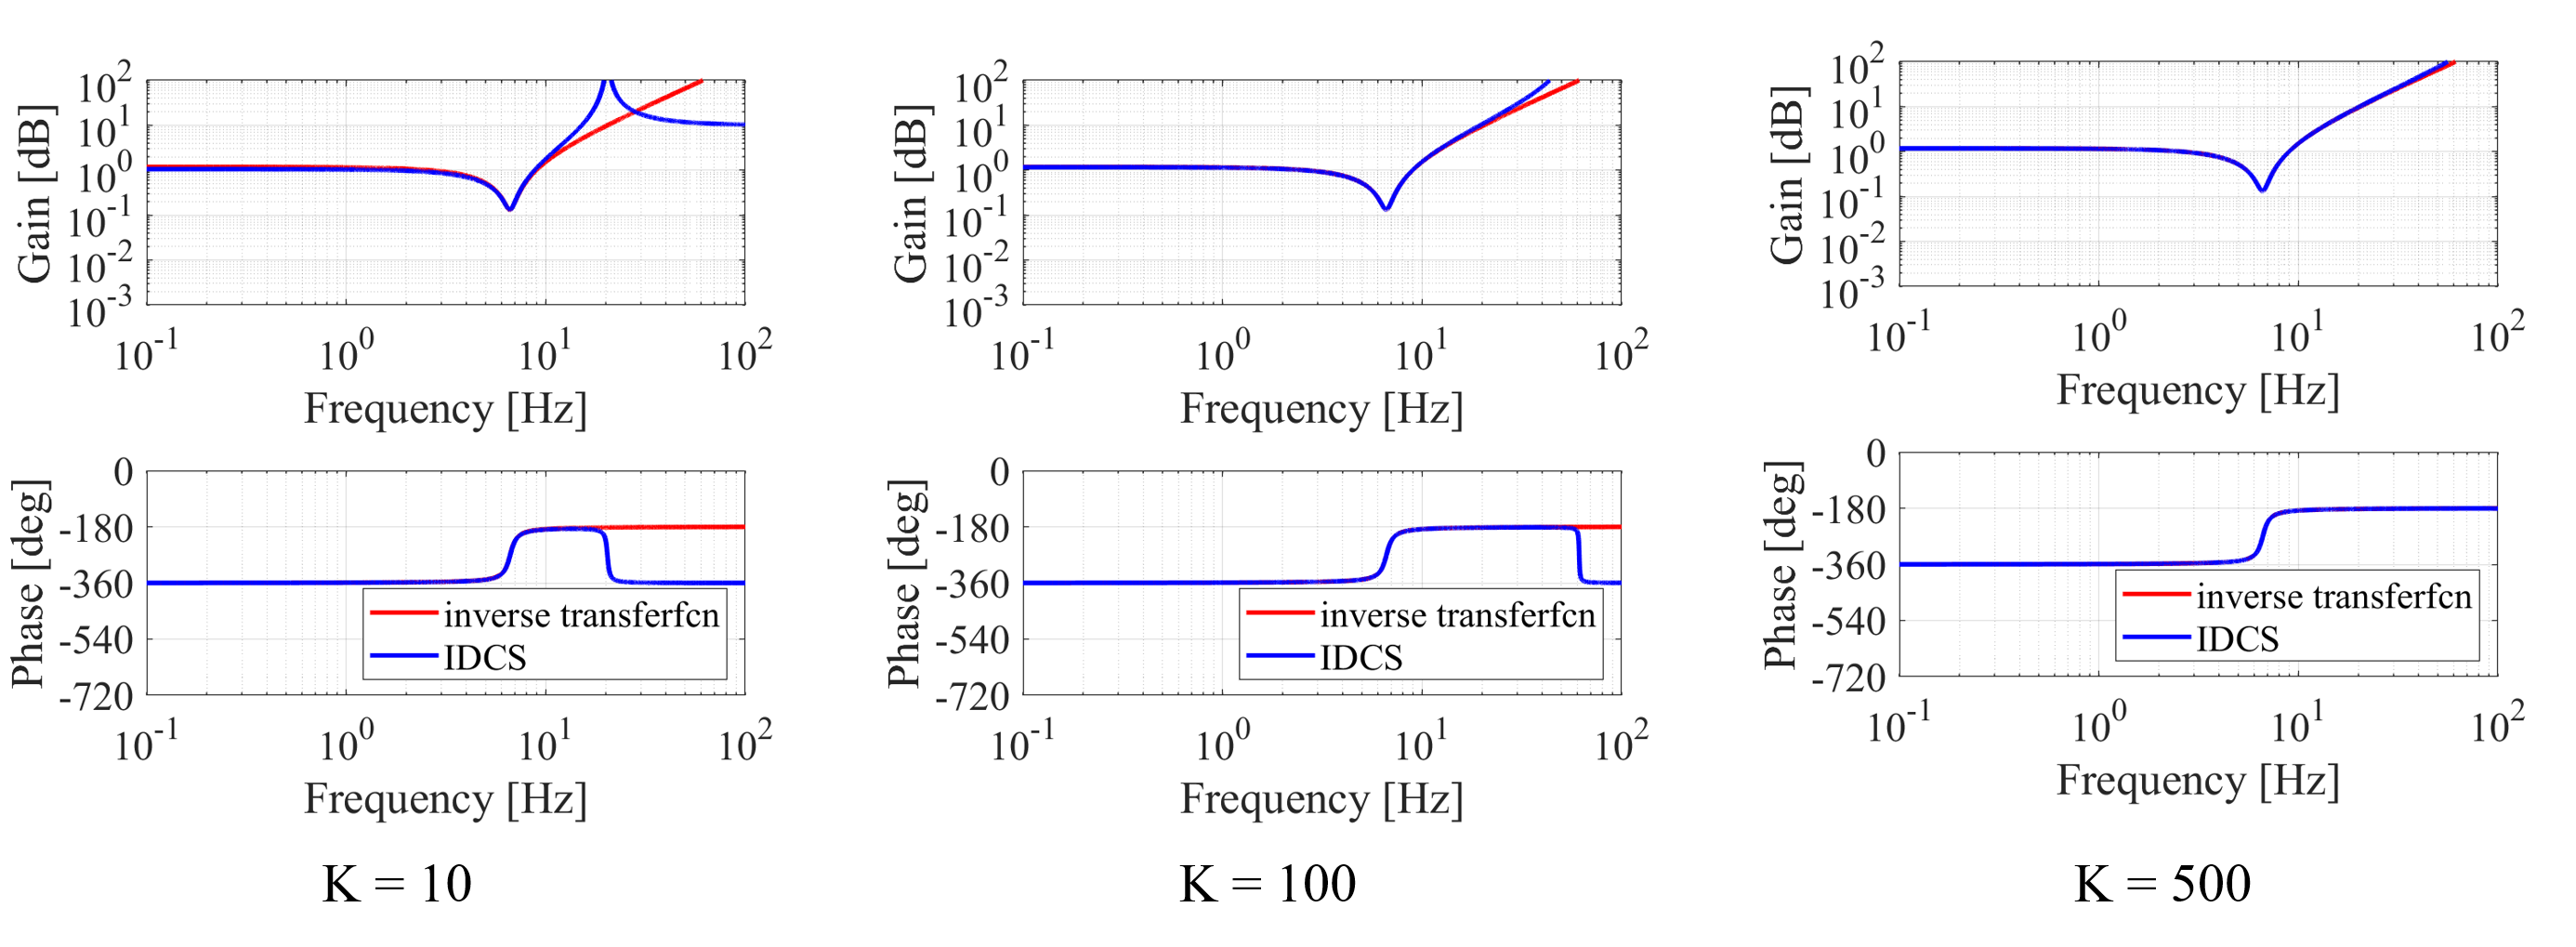 Gain [dB]
10^2
10^1
10^0
10^-1
10^-2
10^-3
10^-1 10^0 10^1 10^2
Frequency [Hz]
Phase [deg]
0
-180
-360
-540
-720
inverse transferfcn
IDCS
10^-1 10^0 10^1 10^2
Frequency [Hz]
K = 10
Gain [dB]
10^2
10^1
10^0
10^-1
10^-2
10^-3
10^-1 10^0 10^1 10^2
Frequency [Hz]
Phase [deg]
0
-180
-360
-540
-720
inverse transferfcn
IDCS
10^-1 10^0 10^1 10^2
Frequency [Hz]
K = 100
Gain [dB]
10^2
10^1
10^0
10^-1
10^-2
10^-3
10^-1 10^0 10^1 10^2
Frequency [Hz]
Phase [deg]
0
-180
-360
-540
-720
inverse transferfcn
IDCS
10^-1 10^0 10^1 10^2
Frequency [Hz]
K = 500